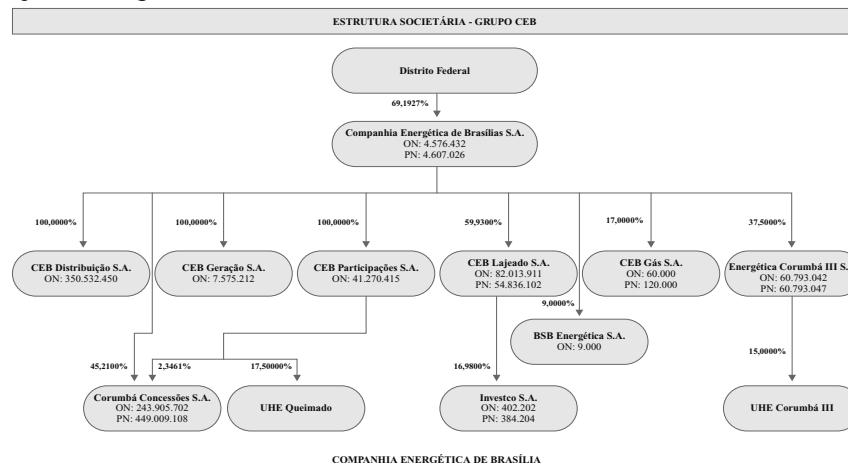 ESTRUTURA SOCIETÁRIA - GRUPO CEB
Distrito Federal
69,1927%
Companhia Energética de Brasílias S.A.
ON: 4.576.432
PN: 4.607.026
100,0000%
100,0000%
100,0000%
59,9300%
17,0000%
37,5000%
CEB Distribuição S.A.
ON: 350.532.450
CEB Geração S.A.
ON: 7.575.212
CEB Participações S.A.
ON: 41.270.415
CEB Lajeado S.A.
ON: 82.013.911
PN: 54.836.102
CEB Gás S.A.
ON: 60.000
PN: 120.000
Energética Corumbá III S.
ON: 60.793.042
PN: 60.793.047
9,0000%
BSB Energética S.A.
ON: 9.000
45,2100%
2,3461%
17,50000%
16,9800%
15,0000%
Corumbá Concessões S.A.
ON: 243.905.702
PN: 449.009.108
UHE Queimado
Investco S.A.
ON: 402.202
PN: 384.204
UHE Corumbá III
COMPANHIA ENERGÉTICA DE BRASÍLIA